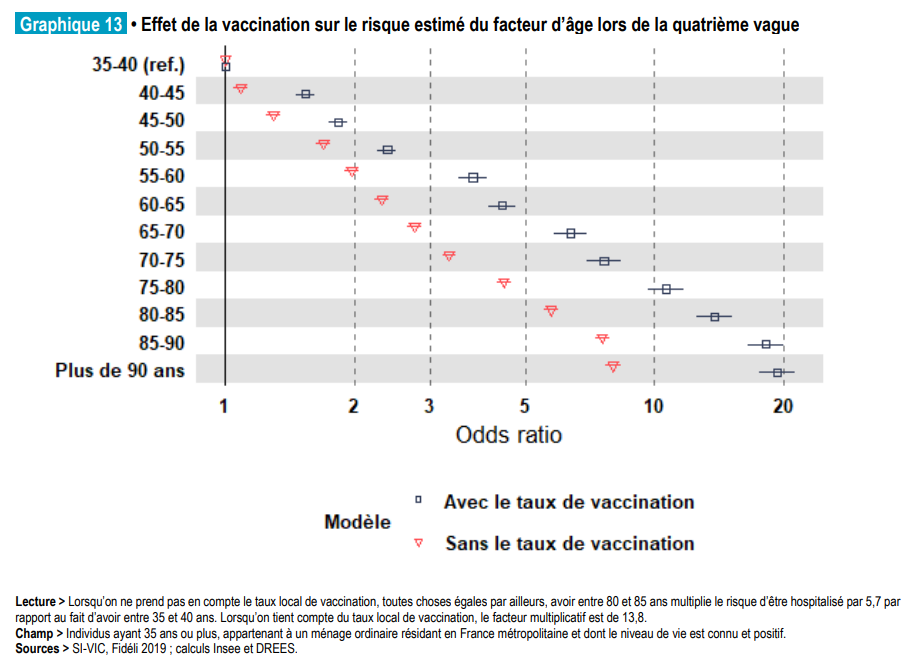 Graphique 13 • Effet de la vaccination sur le risque estimé du facteur d’âge lors de la quatrième vague
35-40 (ref.)
40-45
45-50
50-55
55-60
60-65
65-70
70-75
75-80
80-85
85-90
Plus de 90 ans
1 2 3 5 10 20
Odds ratio
Modèle
Avec le taux de vaccination
Sans le taux de vaccination
Lecture > Lorsqu’on ne prend pas en compte le taux local de vaccination, toutes choses égales par ailleurs, avoir entre 80 et 85 ans multiplie le risque d’être hospitalisé par 5,7 par
rapport au fait d’avoir entre 35 et 40 ans. Lorsqu’on tient compte du taux local de vaccination, le facteur multiplicatif est de 13,8.
Champ > Individus ayant 35 ans ou plus, appartenant à un ménage ordinaire résidant en France métropolitaine et dont le niveau de vie est connu et positif.
Sources > SI-VIC, Fidéli 2019 ; calculs Insee et DREES.